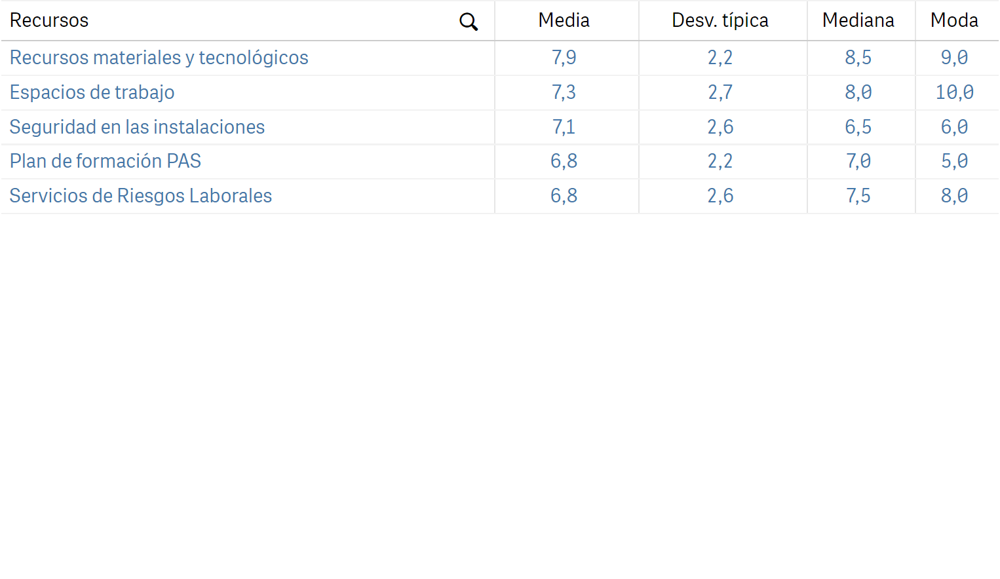 Recursos Media Desv. típica Mediana Moda
Recursos materiales y tecnológicos 7,9 2,2 8,5 9,0
Espacios de trabajo 7,3 2,7 8,0 10,0
Seguridad en las instalaciones 7,1 2,6 6,5 6,0
Plan de formación PAS 6,8 2,2 7,0 5,0
Servicios de Riesgos Laborales 6,8 2,6 7,5 8,0